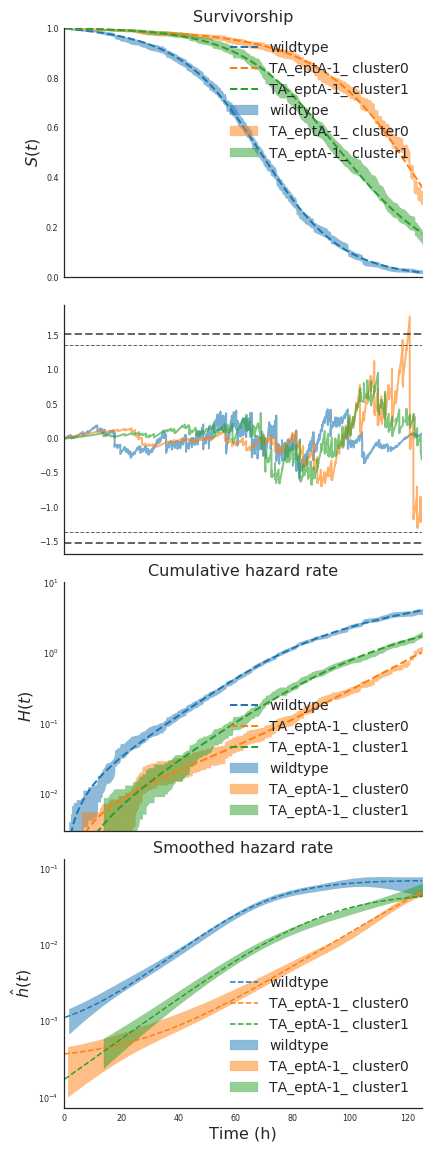 Survivorship
1.0
0.8
0.6
0.4
0.2
0.0
S(t)
wildtype
TA_eptA-1_ cluster0
TA_eptA-1_ cluster1
wildtype
TA_eptA-1_ cluster0
TA_eptA-1_ cluster1
1.5
1.0
0.5
0.0
−0.5
−1.0
−1.5
Cumulative hazard rate
10¹
10⁰
10⁻¹
10⁻²
H(t)
wildtype
TA_eptA-1_ cluster0
TA_eptA-1_ cluster1
wildtype
TA_eptA-1_ cluster0
TA_eptA-1_ cluster1
Smoothed hazard rate
10⁻¹
10⁻²
10⁻³
10⁻⁴
ĥ(t)
wildtype
TA_eptA-1_ cluster0
TA_eptA-1_ cluster1
wildtype
TA_eptA-1_ cluster0
TA_eptA-1_ cluster1
0 20 40 60 80 100 120
Time (h)